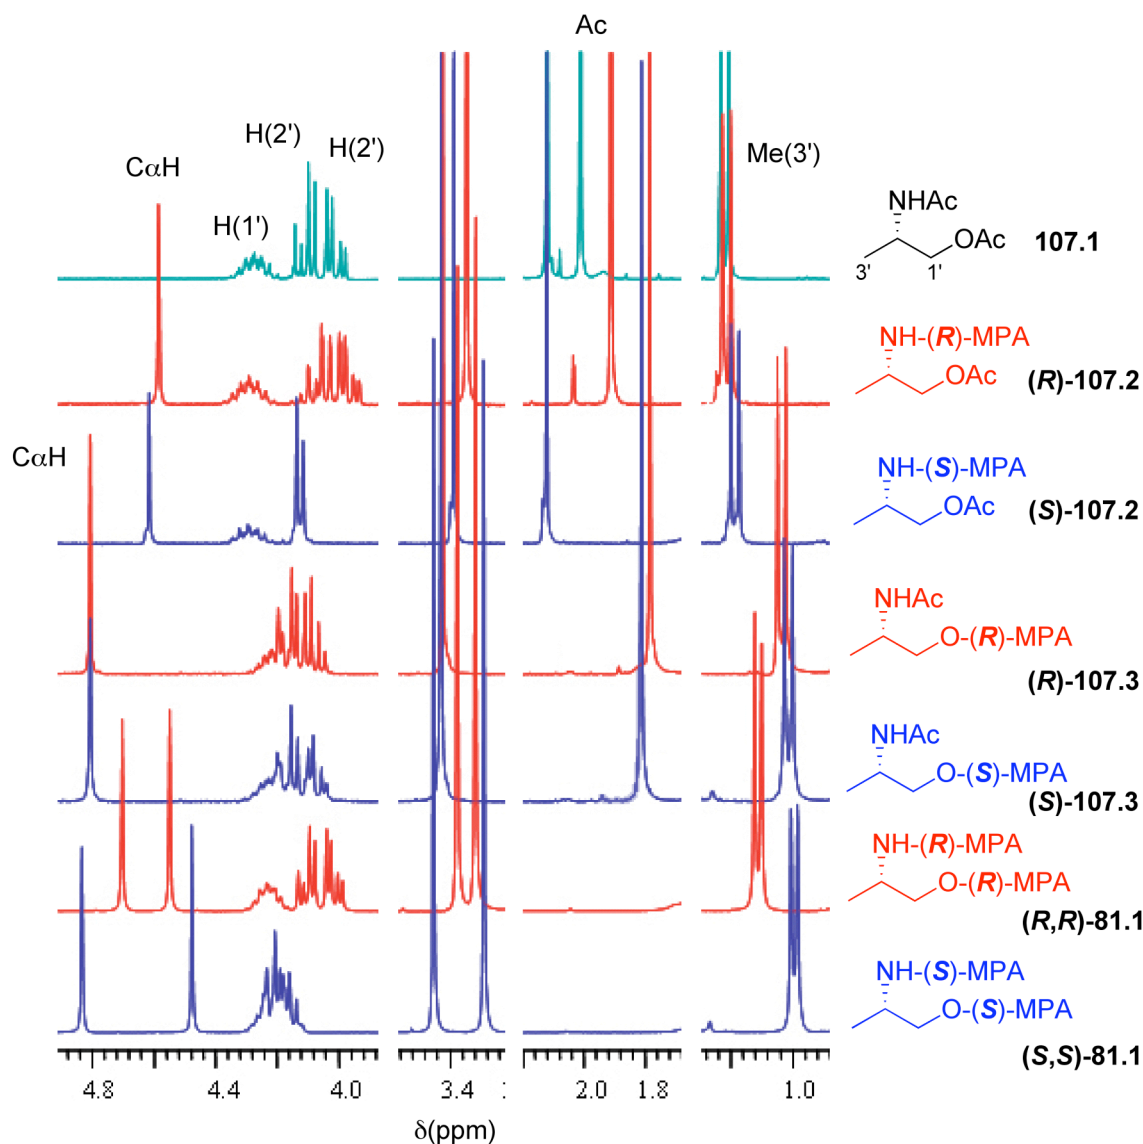 Ac
H(2')
H(2')
CαH
H(1')
Me(3')
NHAc
OAc
107.1
3'
1'
NH-(R)-MPA
OAc
(R)-107.2
CαH
NH-(S)-MPA
OAc
(S)-107.2
NHAc
O-(R)-MPA
(R)-107.3
NHAc
O-(S)-MPA
(S)-107.3
NH-(R)-MPA
O-(R)-MPA
(R,R)-81.1
NH-(S)-MPA
O-(S)-MPA
(S,S)-81.1
4.8 4.4 4.0 3.4 2.0 1.8 1.0
δ(ppm)